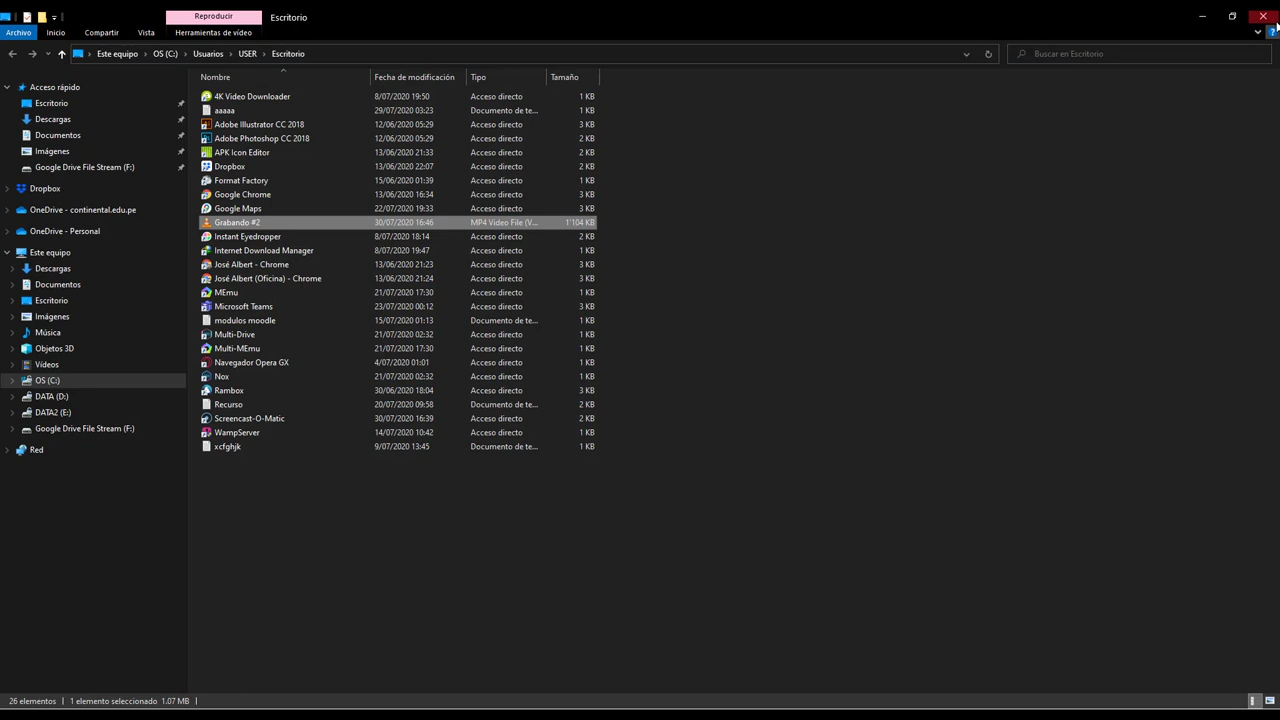 Reproducir
Escritorio
Archivo Inicio Compartir Vista Herramientas de vídeo
Este equipo > OS (C:) > Usuarios > USER > Escritorio
Buscar en Escritorio
Acceso rápido
Escritorio
Descargas
Documentos
Imágenes
Google Drive File Stream (F:)
Dropbox
OneDrive - continental.edu.pe
OneDrive - Personal
Este equipo
Descargas
Documentos
Escritorio
Imágenes
Música
Objetos 3D
Vídeos
OS (C:)
DATA (D:)
DATA2 (E:)
Google Drive File Stream (F:)
Red
Nombre Fecha de modificación Tipo Tamaño
4K Video Downloader 8/07/2020 19:50 Acceso directo 1 KB
aaaaa 29/07/2020 03:23 Documento de te... 1 KB
Adobe Illustrator CC 2018 12/06/2020 05:29 Acceso directo 3 KB
Adobe Photoshop CC 2018 12/06/2020 05:29 Acceso directo 2 KB
APK Icon Editor 13/06/2020 21:33 Acceso directo 1 KB
Dropbox 13/06/2020 22:07 Acceso directo 2 KB
Format Factory 15/06/2020 01:39 Acceso directo 1 KB
Google Chrome 13/06/2020 16:34 Acceso directo 3 KB
Google Maps 22/07/2020 19:33 Acceso directo 3 KB
Grabando #2 30/07/2020 16:46 MP4 Video File (V... 1'104 KB
Instant Eyedropper 8/07/2020 18:14 Acceso directo 2 KB
Internet Download Manager 8/07/2020 19:47 Acceso directo 1 KB
José Albert - Chrome 13/06/2020 21:23 Acceso directo 3 KB
José Albert (Oficina) - Chrome 13/06/2020 21:24 Acceso directo 3 KB
MEmu 21/07/2020 17:30 Acceso directo 1 KB
Microsoft Teams 23/07/2020 00:12 Acceso directo 3 KB
modulos moodle 15/07/2020 01:13 Documento de te... 1 KB
Multi-Drive 21/07/2020 02:32 Acceso directo 1 KB
Multi-MEmu 21/07/2020 17:30 Acceso directo 1 KB
Navegador Opera GX 4/07/2020 01:01 Acceso directo 2 KB
Nox 21/07/2020 02:32 Acceso directo 1 KB
Rambox 30/06/2020 18:04 Acceso directo 3 KB
Recurso 20/07/2020 09:58 Documento de te... 2 KB
Screencast-O-Matic 30/07/2020 16:39 Acceso directo 2 KB
WampServer 14/07/2020 10:42 Acceso directo 1 KB
xcfghjk 9/07/2020 13:45 Documento de te... 1 KB
26 elementos 1 elemento seleccionado 1.07 MB